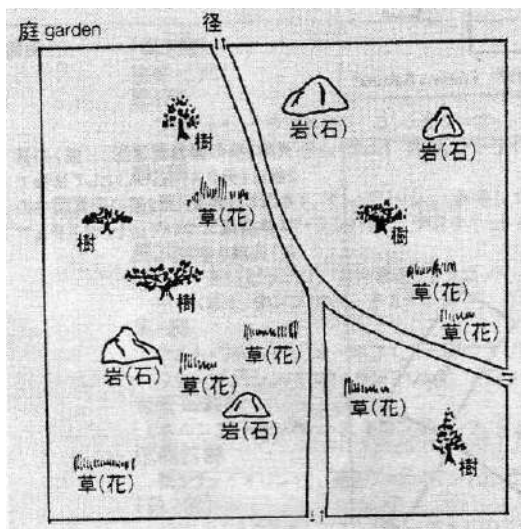 庭 garden
径
岩(石)
岩(石)
樹
草(花)
樹
樹
樹
草(花)
草(花)
草(花)
岩(石)
草(花)
草(花)
岩(石)
樹
草(花)